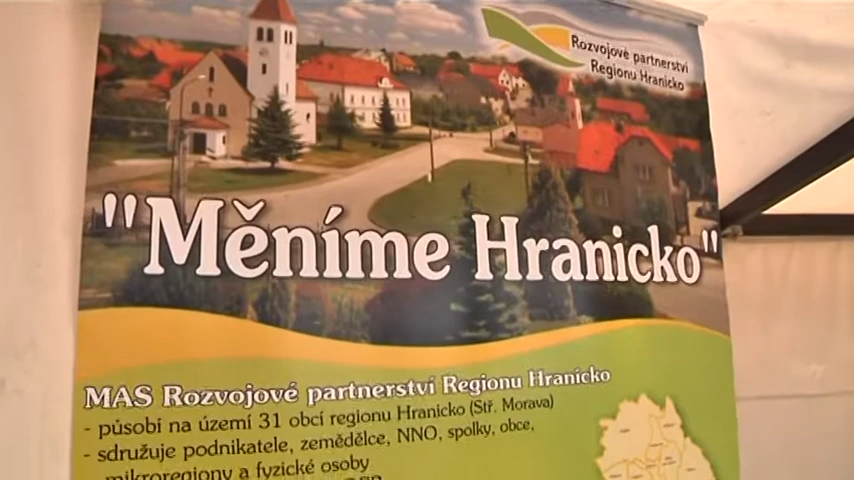 Rozvojové partnerství
Regionu Hranicko
"Měníme Hranicko"
MAS Rozvojové partnerství Regionu Hranicko
- působí na území 31 obcí regionu Hranicko (Stř. Morava)
- sdružuje podnikatele, zemědělce, NNO, spolky, obce,
mikroregiony a fyzické osoby